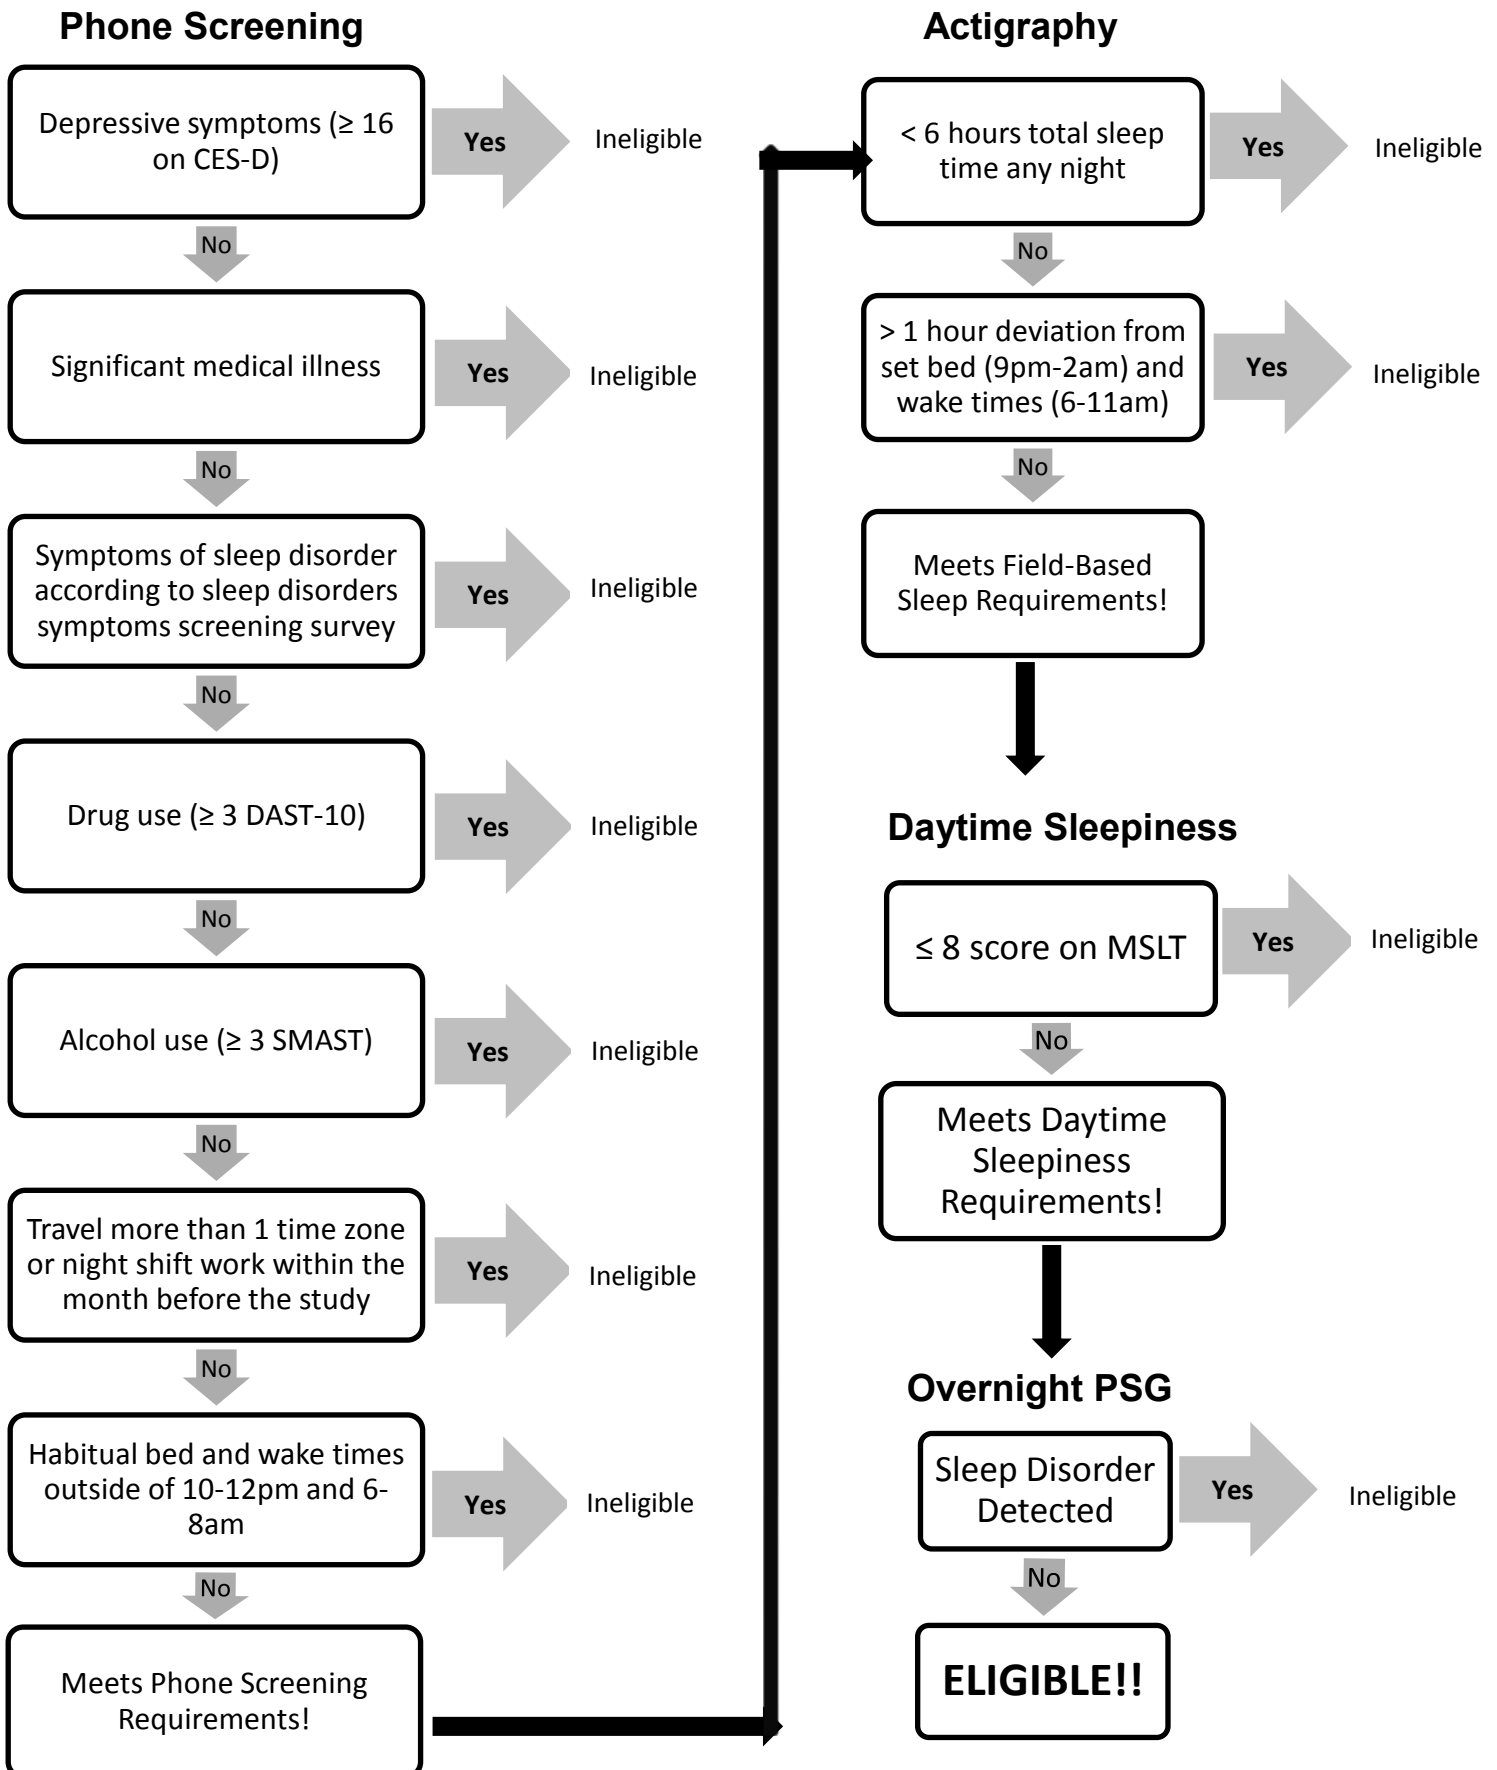 Phone Screening
Depressive symptoms (≥ 16
on CES-D)
Yes
Ineligible
No
Significant medical illness
Yes
Ineligible
No
Symptoms of sleep disorder
according to sleep disorders
symptoms screening survey
Yes
Ineligible
No
Drug use (≥ 3 DAST-10)
Yes
Ineligible
No
Alcohol use (≥ 3 SMAST)
Yes
Ineligible
No
Travel more than 1 time zone
or night shift work within the
month before the study
Yes
Ineligible
No
Habitual bed and wake times
outside of 10-12pm and 6-
8am
Yes
Ineligible
No
Meets Phone Screening
Requirements!
Actigraphy
< 6 hours total sleep
time any night
Yes
Ineligible
No
> 1 hour deviation from
set bed (9pm-2am) and
wake times (6-11am)
Yes
Ineligible
No
Meets Field-Based
Sleep Requirements!
Daytime Sleepiness
≤ 8 score on MSLT
Yes
Ineligible
No
Meets Daytime
Sleepiness
Requirements!
Overnight PSG
Sleep Disorder
Detected
Yes
Ineligible
No
ELIGIBLE!!